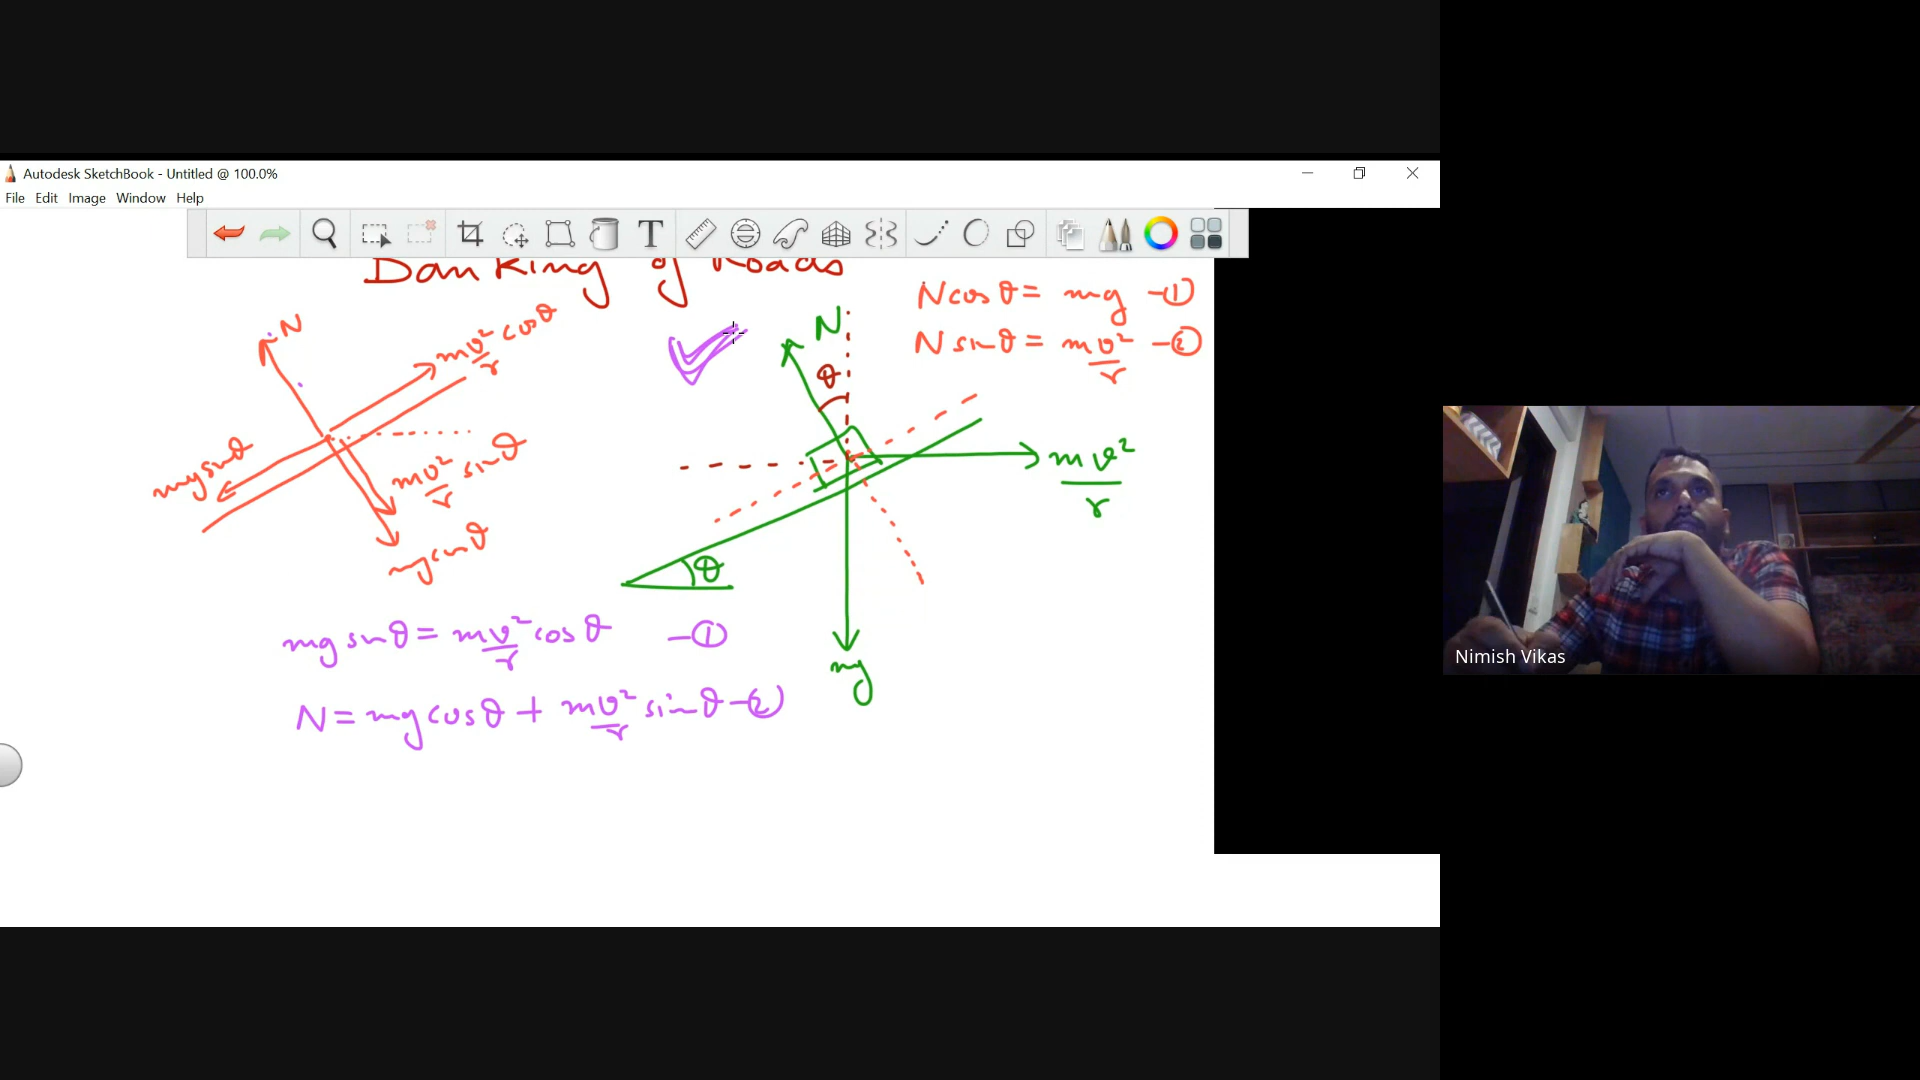 Autodesk SketchBook - Untitled @ 100.0%
File Edit Image Window Help
T
Banking of Roads
N cos θ = mg -①
N sin θ = mv²/r -②
N
mv²/r cos θ
mg sin θ
mv²/r sin θ
mg cos θ
N
θ
mv²/r
θ
mg
mg sin θ = mv²/r cos θ -①
N = mg cos θ + mv²/r sin θ -②
Nimish Vikas